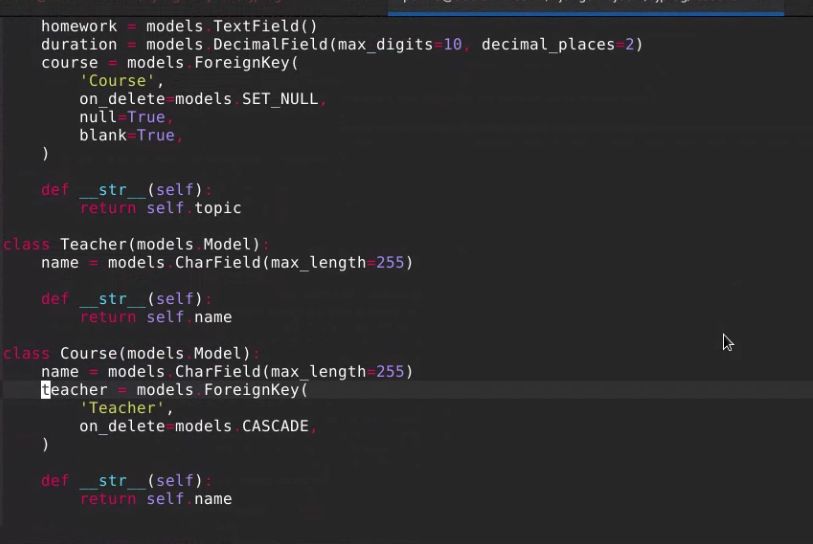 homework = models.TextField()
    duration = models.DecimalField(max_digits=10, decimal_places=2)
    course = models.ForeignKey(
        'Course',
        on_delete=models.SET_NULL,
        null=True,
        blank=True,
    )

    def __str__(self):
        return self.topic

class Teacher(models.Model):
    name = models.CharField(max_length=255)

    def __str__(self):
        return self.name

class Course(models.Model):
    name = models.CharField(max_length=255)
    teacher = models.ForeignKey(
        'Teacher',
        on_delete=models.CASCADE,
    )

    def __str__(self):
        return self.name